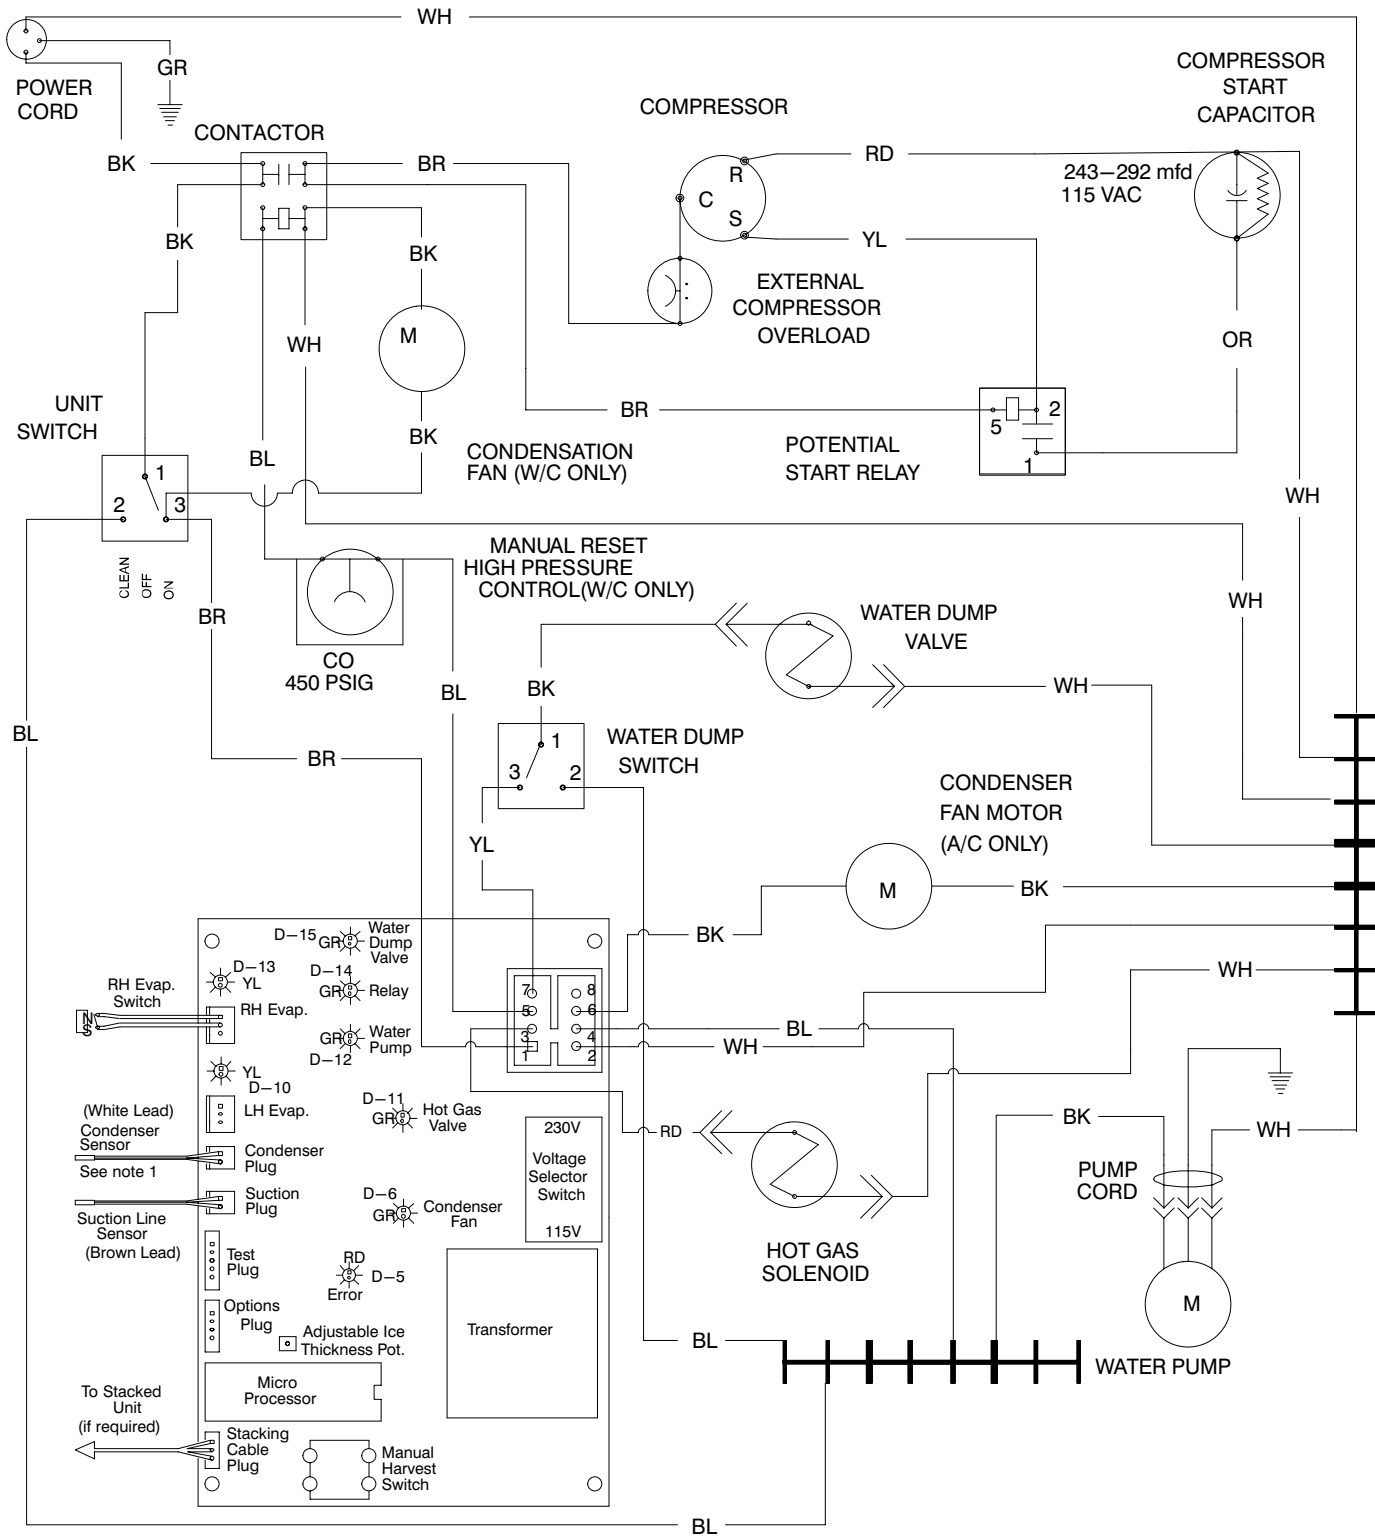 WH
GR
POWER
CORD
COMPRESSOR
START
CAPACITOR
COMPRESSOR
CONTACTOR
BK
BR
RD
243–292 mfd
115 VAC
R
C
S
BK
BK
YL
EXTERNAL
COMPRESSOR
OVERLOAD
WH
M
OR
UNIT
SWITCH
BR
2
5
1
POTENTIAL
START RELAY
BK
BL
CONDENSATION
FAN (W/C ONLY)
1
2
3
WH
CLEAN
OFF
ON
MANUAL RESET
HIGH PRESSURE
CONTROL(W/C ONLY)
BR
WH
WATER DUMP
VALVE
CO
450 PSIG
BL
BK
WH
BL
BR
1
3
2
WATER DUMP
SWITCH
CONDENSER
FAN MOTOR
(A/C ONLY)
YL
M
BK
BK
D–15
GR
Water
Dump
Valve
D–13
YL
D–14
GR
Relay
RH Evap.
Switch
RH Evap.
N
S
GR
D–12
Water
Pump
7
8
5
6
3
4
1
2
WH
BL
WH
YL
D–10
LH Evap.
D–11
GR
Hot Gas
Valve
(White Lead)
Condenser
Sensor
See note 1
Condenser
Plug
230V
Voltage
Selector
Switch
115V
RD
BK
WH
PUMP
CORD
Suction
Plug
Suction Line
Sensor
(Brown Lead)
D–6
GR
Condenser
Fan
Test
Plug
RD
D–5
Error
HOT GAS
SOLENOID
M
Options
Plug
Adjustable Ice
Thickness Pot.
Transformer
BL
WATER PUMP
Micro
Processor
To Stacked
Unit
(if required)
Stacking
Cable
Plug
Manual
Harvest
Switch
BL